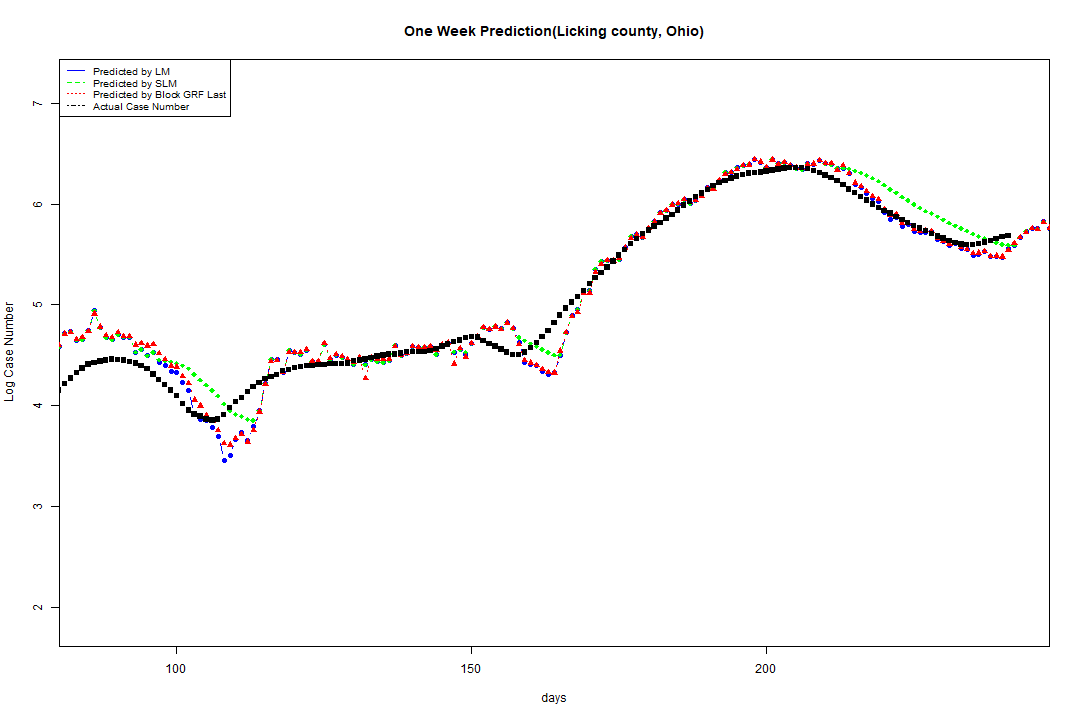 One Week Prediction(Licking county, Ohio)
Predicted by LM
Predicted by SLM
Predicted by Block GRF Last
Actual Case Number
7
6
5
4
3
2
Log Case Number
100
150
200
days